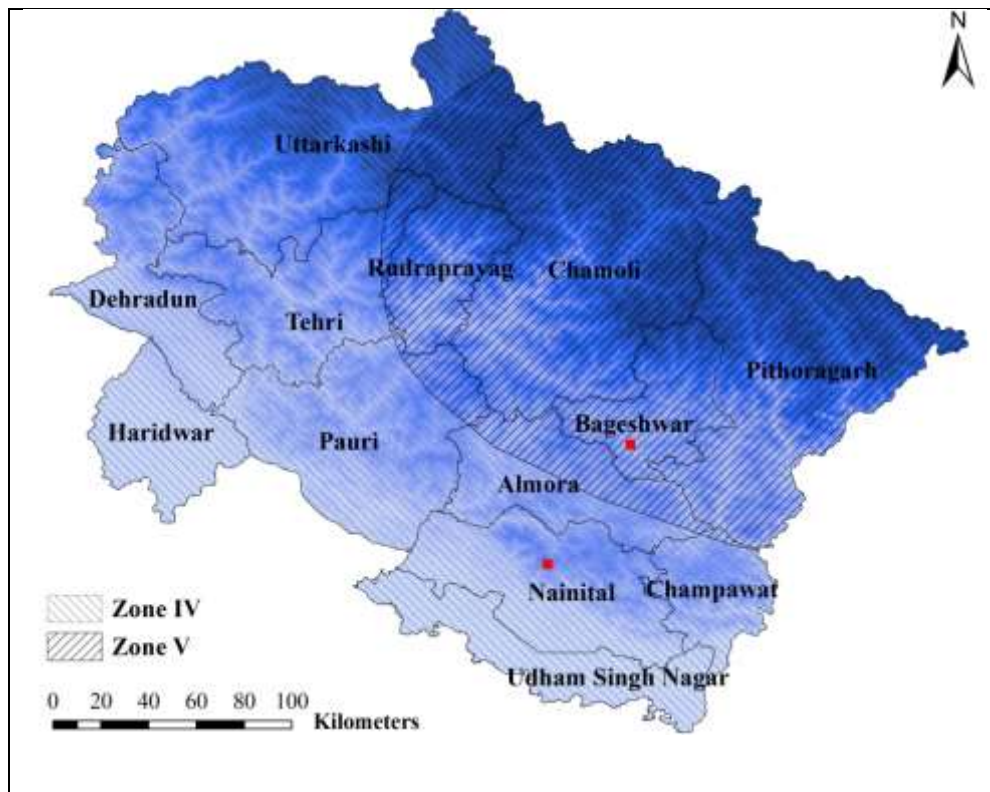 N
Uttarkashi
Rudraprayag
Chamoli
Dehradun
Tehri
Pithoragarh
Haridwar
Pauri
Bageshwar
Almora
Nainital
Champawat
Zone IV
Zone V
Udham Singh Nagar
0 20 40 60 80 100
Kilometers